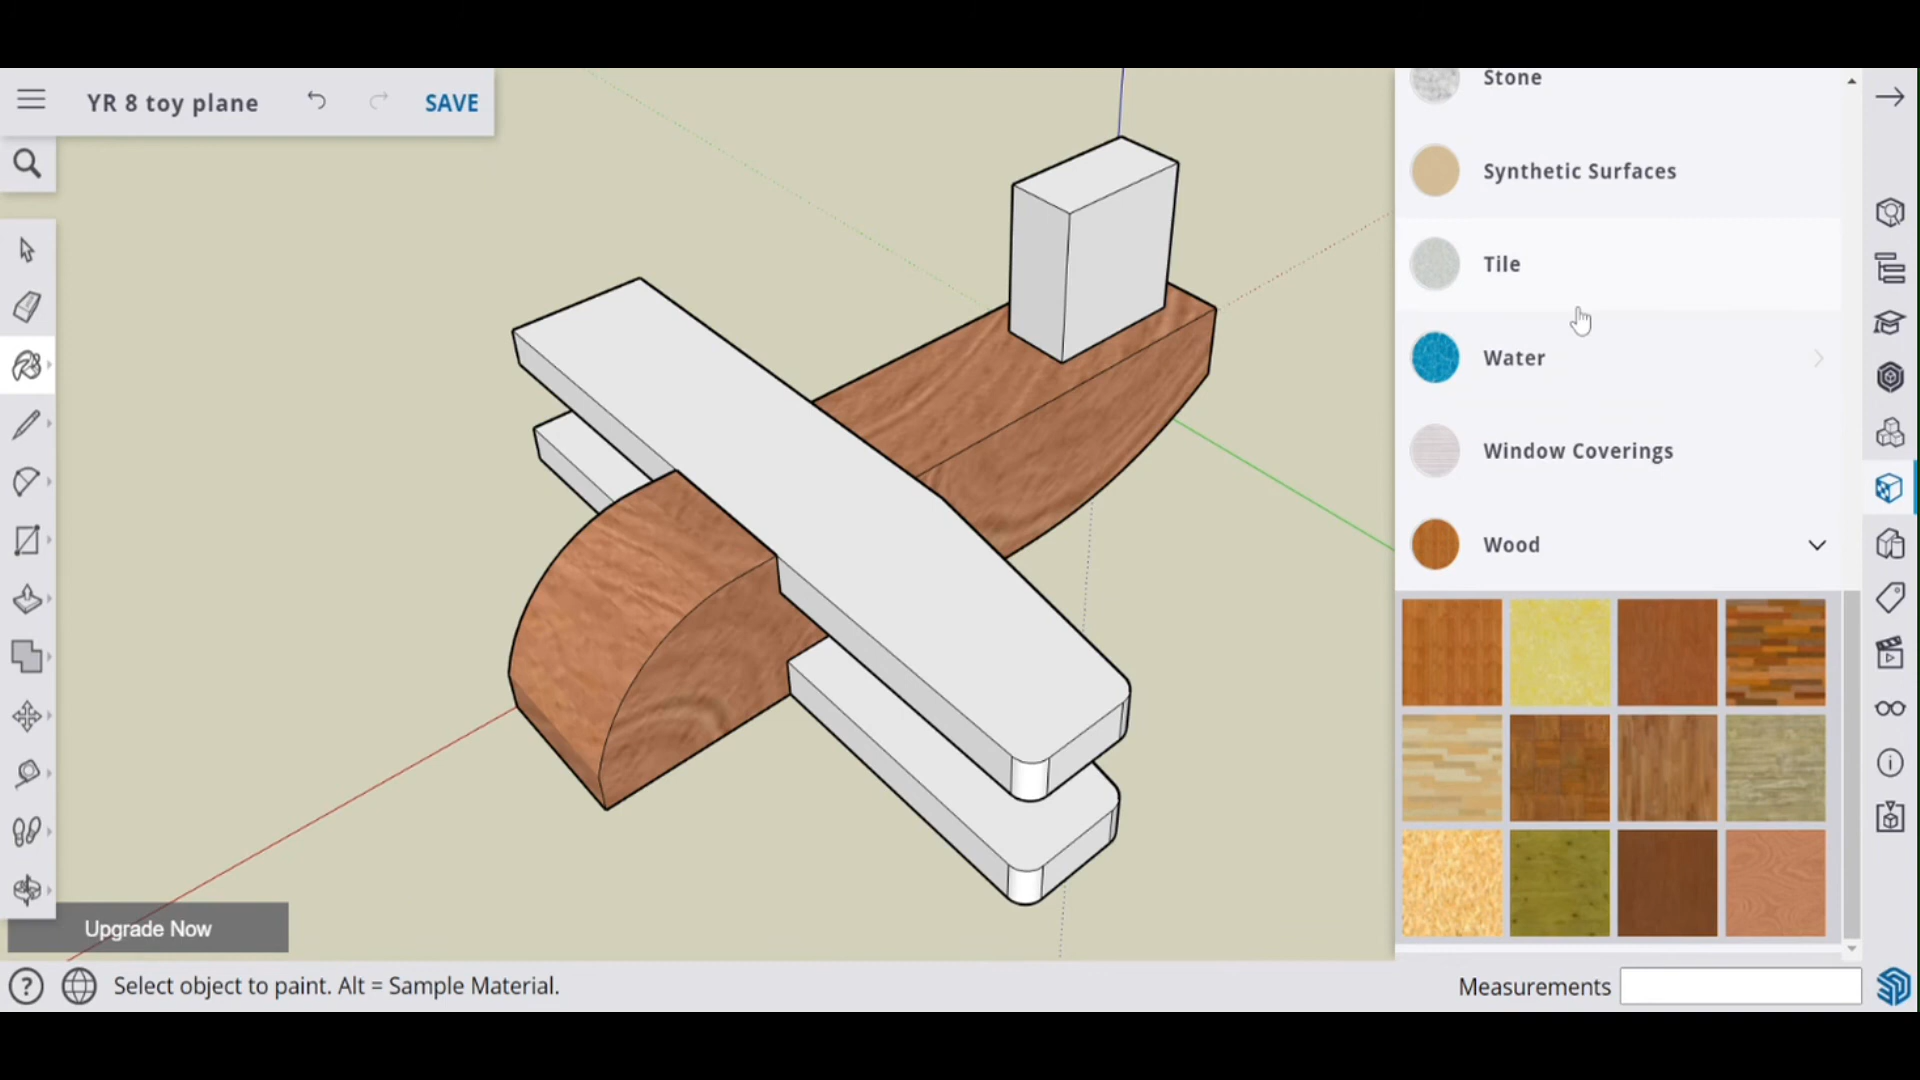 YR 8 toy plane
SAVE
Stone
Synthetic Surfaces
Tile
Water
Window Coverings
Wood
Upgrade Now
Select object to paint. Alt = Sample Material.
Measurements